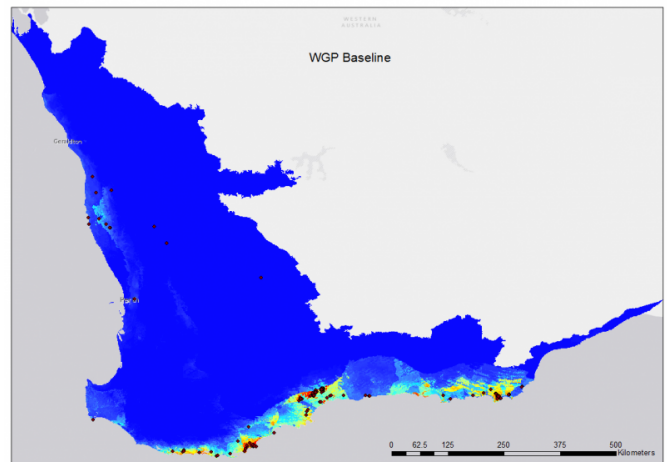 WESTERN
AUSTRALIA
WGP Baseline
Geraldton
Perth
0 62.5 125 250 375 500
Kilometers